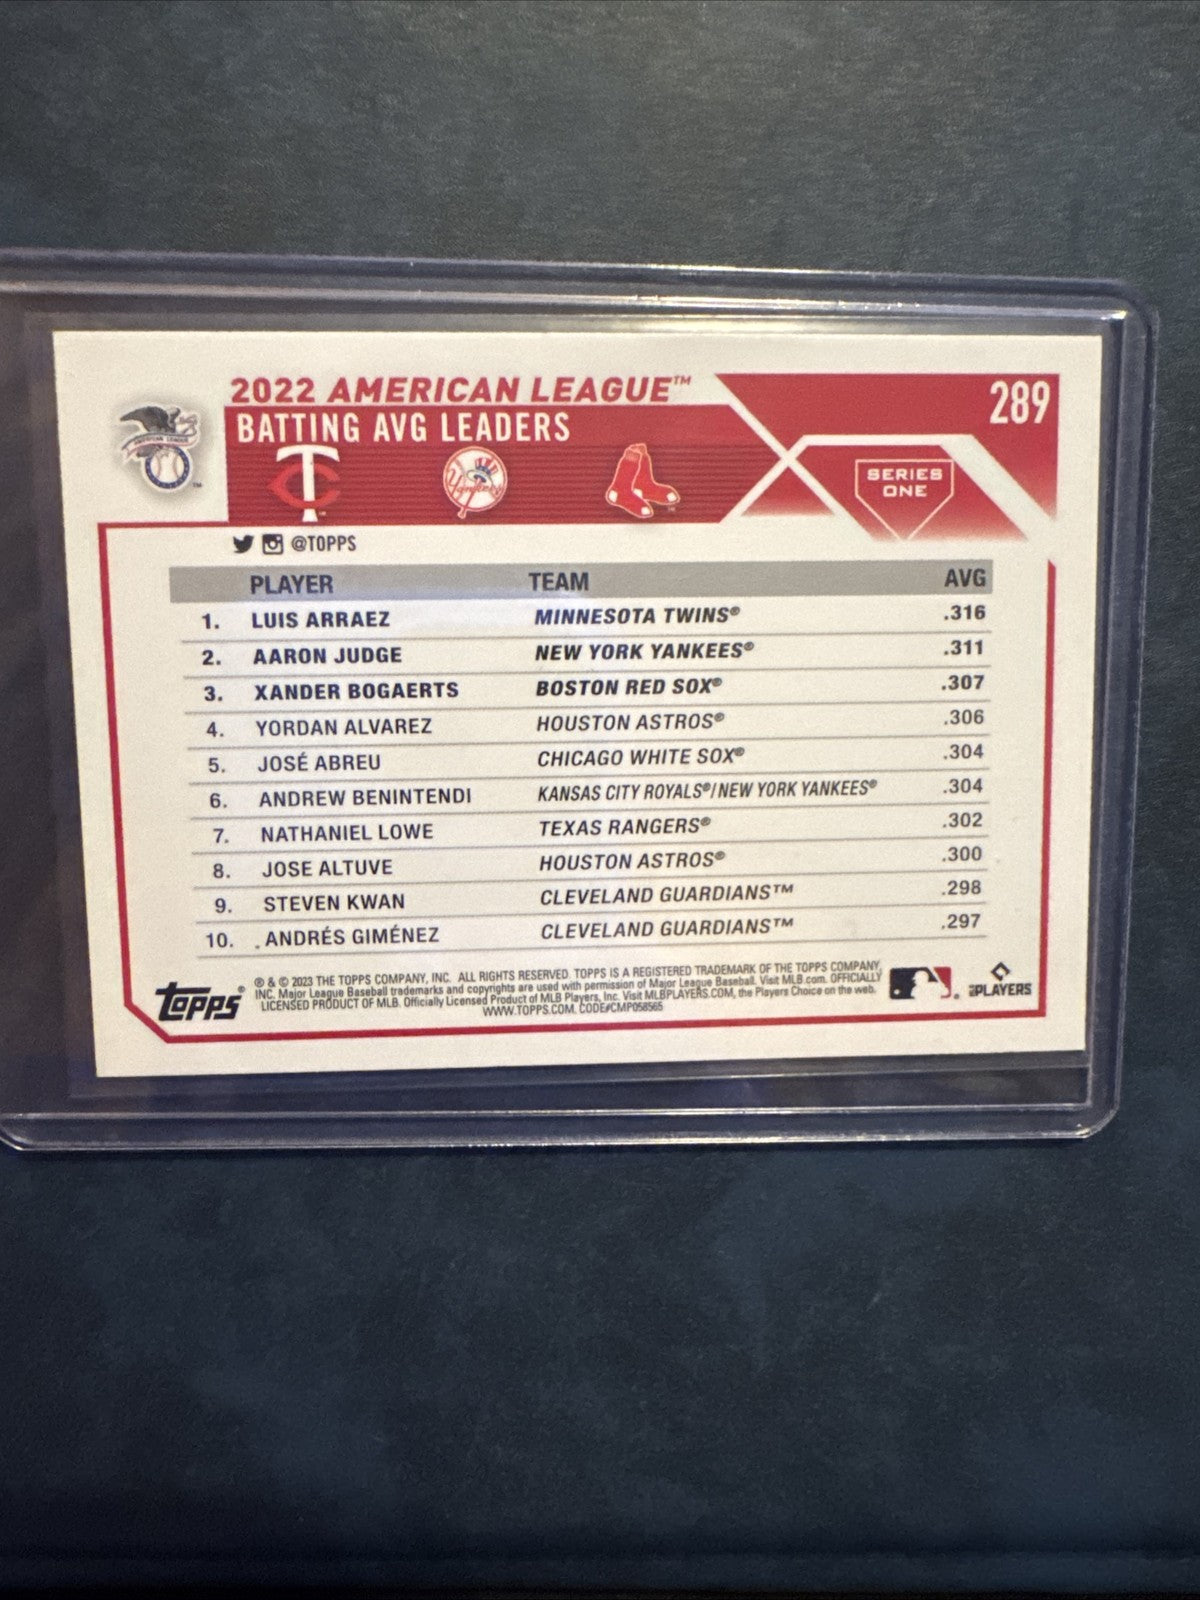 2022 AMERICAN LEAGUE™
289
BATTING AVG LEADERS
AMERICAN LEAGUE
Yankees
SERIES
ONE
@TOPPS
PLAYER TEAM AVG
1. LUIS ARRAEZ MINNESOTA TWINS® .316
2. AARON JUDGE NEW YORK YANKEES® .311
3. XANDER BOGAERTS BOSTON RED SOX® .307
4. YORDAN ALVAREZ HOUSTON ASTROS® .306
5. JOSÉ ABREU CHICAGO WHITE SOX® .304
6. ANDREW BENINTENDI KANSAS CITY ROYALS®/NEW YORK YANKEES® .304
7. NATHANIEL LOWE TEXAS RANGERS® .302
8. JOSE ALTUVE HOUSTON ASTROS® .300
9. STEVEN KWAN CLEVELAND GUARDIANS™ .298
10. ANDRÉS GIMÉNEZ CLEVELAND GUARDIANS™ .297
TOPPS®
® & © 2023 THE TOPPS COMPANY, INC. ALL RIGHTS RESERVED. TOPPS IS A REGISTERED TRADEMARK OF THE TOPPS COMPANY,
INC. Major League Baseball trademarks and copyrights are used with permission of Major League Baseball. Visit MLB.com. OFFICIALLY
LICENSED PRODUCT OF MLB. Officially Licensed Product of MLB Players, Inc. Visit MLBPLAYERS.COM, the Players Choice on the web.
WWW.TOPPS.COM. CODE#CMP058565
PLAYERS